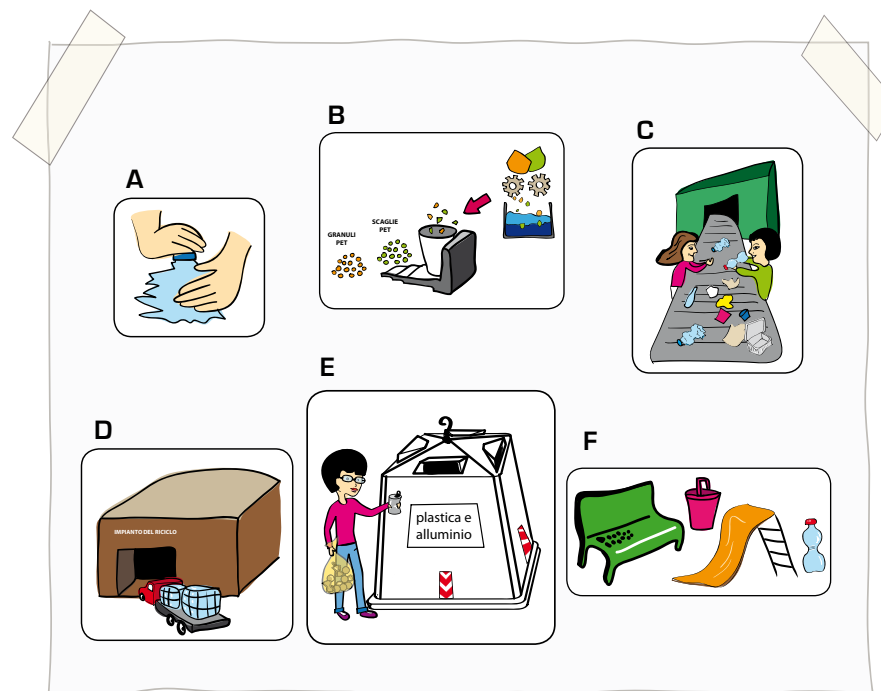 A
B
C
GRANULI
PET
SCAGLIE
PET
D
E
F
IMPIANTO DEL RICICLO
plastica e
alluminio